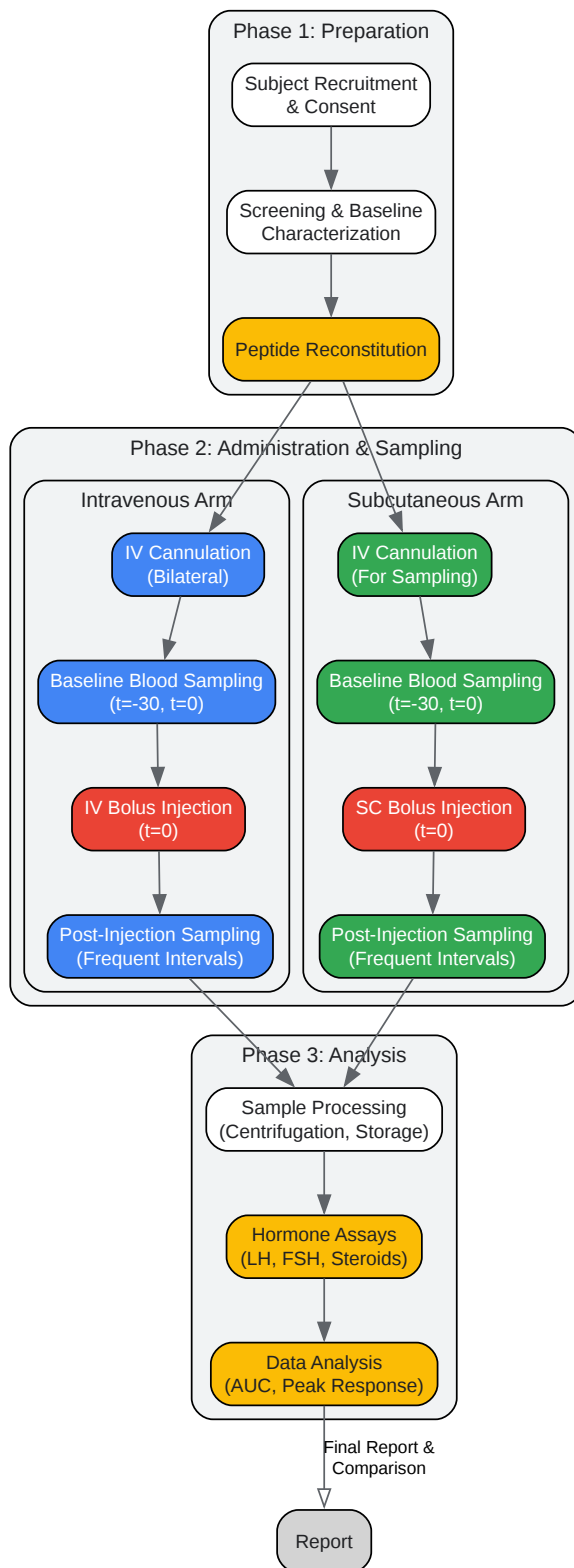 Phase 1: Preparation
Subject Recruitment
& Consent
Screening & Baseline
Characterization
Peptide Reconstitution
Phase 2: Administration & Sampling
Intravenous Arm
IV Cannulation
(Bilateral)
Baseline Blood Sampling
(t=-30, t=0)
IV Bolus Injection
(t=0)
Post-Injection Sampling
(Frequent Intervals)
Subcutaneous Arm
IV Cannulation
(For Sampling)
Baseline Blood Sampling
(t=-30, t=0)
SC Bolus Injection
(t=0)
Post-Injection Sampling
(Frequent Intervals)
Phase 3: Analysis
Sample Processing
(Centrifugation, Storage)
Hormone Assays
(LH, FSH, Steroids)
Data Analysis
(AUC, Peak Response)
Final Report &
Comparison
Report